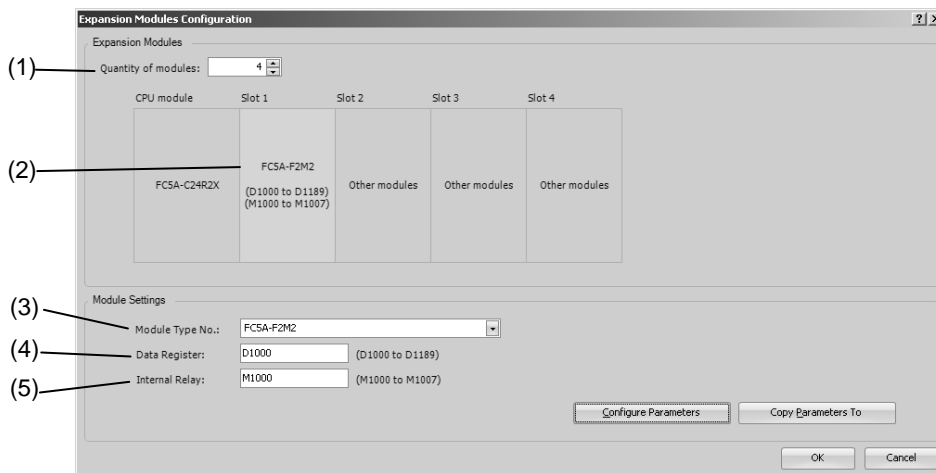 Expansion Modules Configuration
Expansion Modules
(1)
Quantity of modules: 4
CPU module Slot 1 Slot 2 Slot 3 Slot 4
(2)
FC5A-C24R2X
FC5A-F2M2
(D1000 to D1189)
(M1000 to M1007)
Other modules Other modules Other modules
Module Settings
(3)
Module Type No.: FC5A-F2M2
(4)
Data Register: D1000 (D1000 to D1189)
(5)
Internal Relay: M1000 (M1000 to M1007)
Configure Parameters Copy Parameters To
OK Cancel